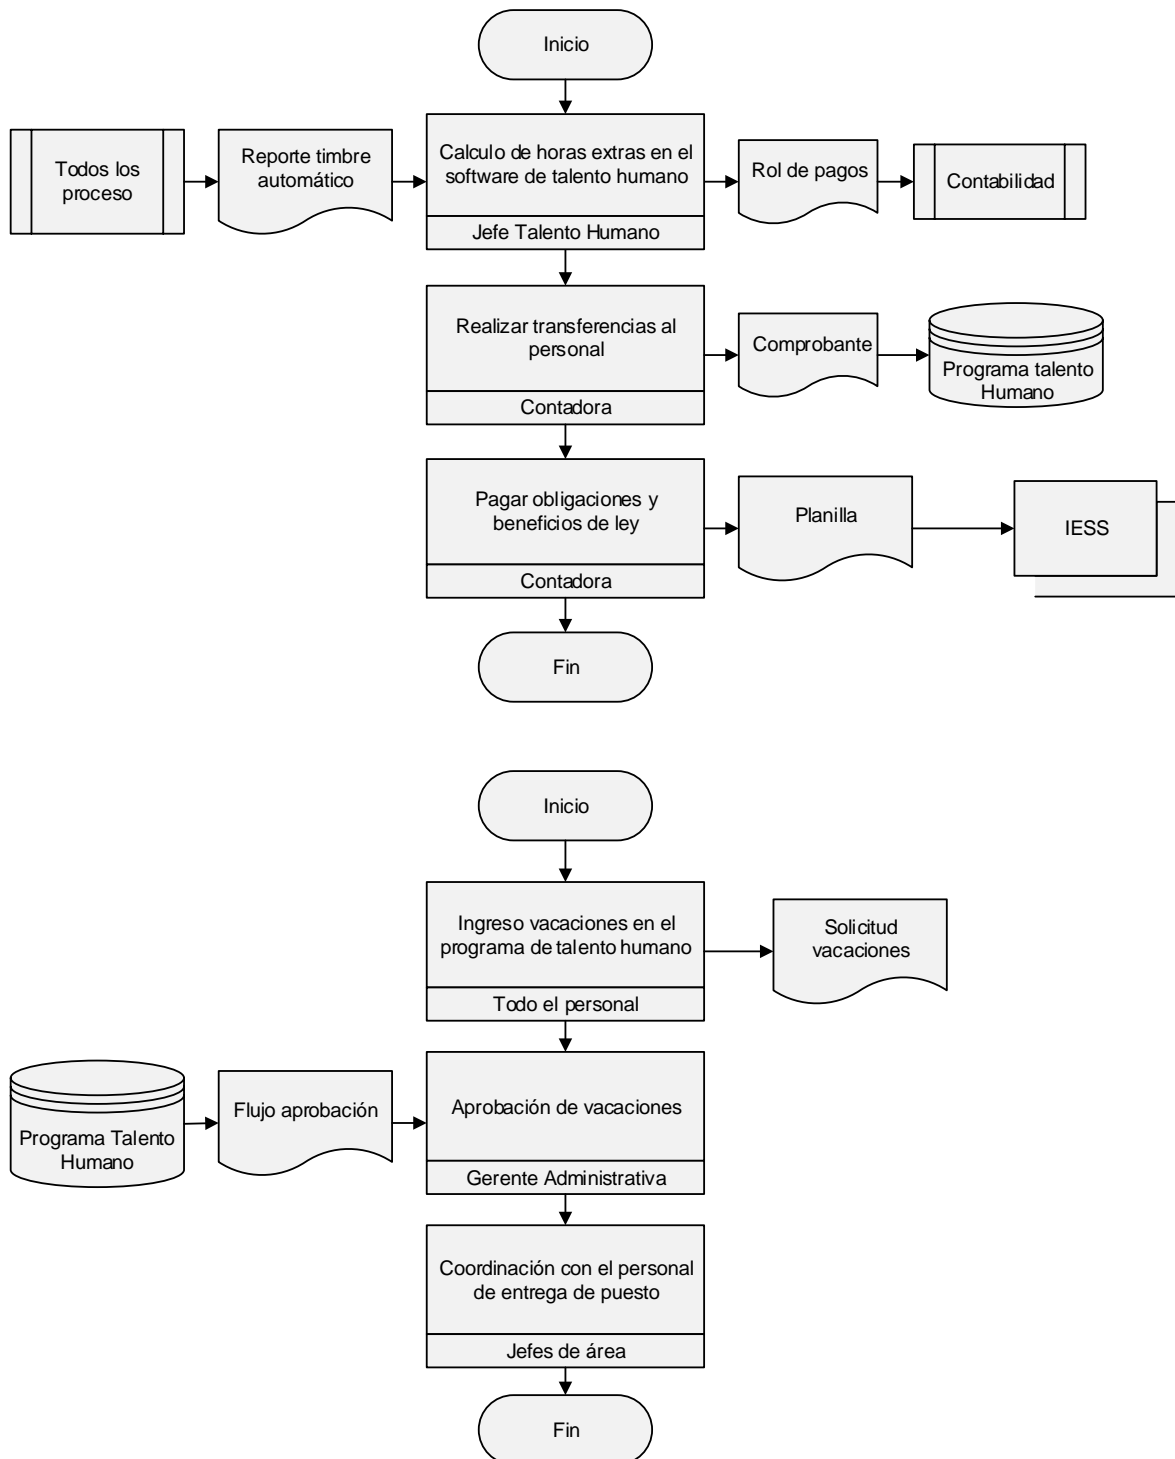 Inicio
Todos los
proceso
Reporte timbre
automático
Calculo de horas extras en el
software de talento humano
Jefe Talento Humano
Rol de pagos
Contabilidad
Realizar transferencias al
personal
Contadora
Comprobante
Programa talento
Humano
Pagar obligaciones y
beneficios de ley
Contadora
Planilla
IESS
Fin
Inicio
Ingreso vacaciones en el
programa de talento humano
Todo el personal
Solicitud
vacaciones
Programa Talento
Humano
Flujo aprobación
Aprobación de vacaciones
Gerente Administrativa
Coordinación con el personal
de entrega de puesto
Jefes de área
Fin